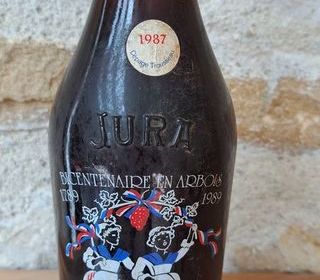 1987
Cépage Trousseau
JURA
BICENTENAIRE EN ARBOIS
1789 1989